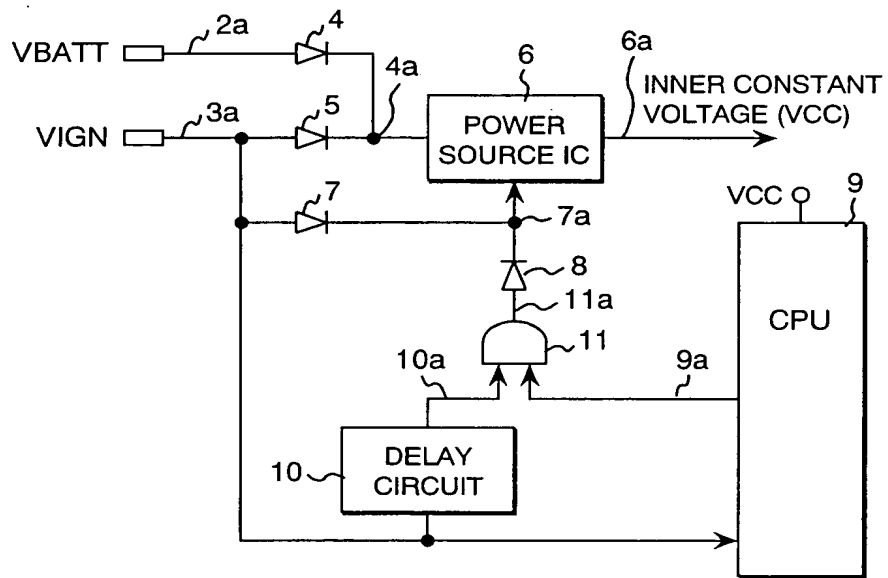 2a
4
VBATT
4a
6
6a
3a
5
VIGN
POWER
SOURCE IC
INNER CONSTANT
VOLTAGE (VCC)
7
7a
VCC
9
8
11a
CPU
11
10a
9a
10
DELAY
CIRCUIT